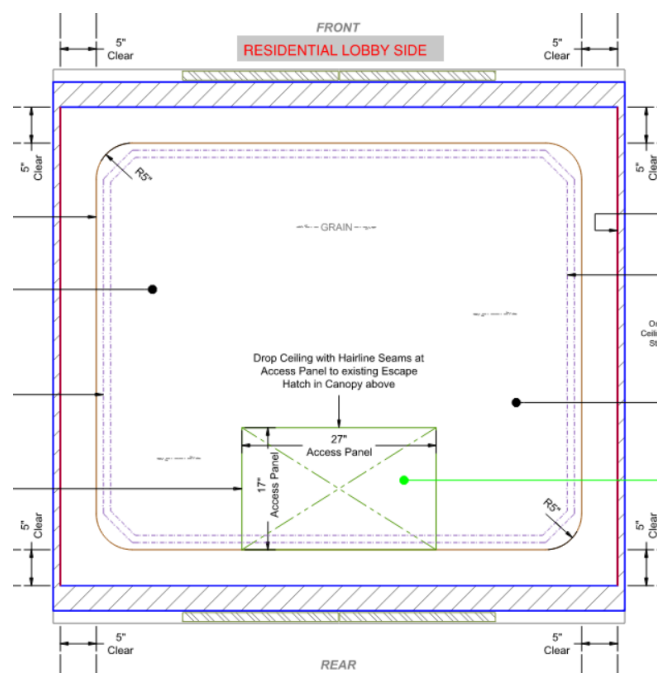 FRONT
RESIDENTIAL LOBBY SIDE
5"
Clear
5"
Clear
5"
Clear
5"
Clear
R5"
GRAIN
Drop Ceiling with Hairline Seams at
Access Panel to existing Escape
Hatch in Canopy above
27"
Access Panel
17"
Access Panel
R5"
5"
Clear
5"
Clear
5"
Clear
5"
Clear
REAR